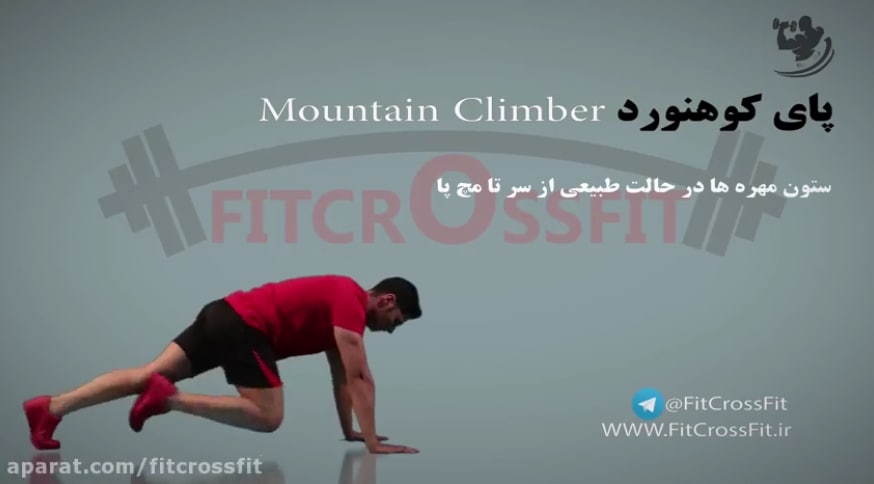 پای کوهنورد Mountain Climber
FITCROSSFIT
ستون مهره ها در حالت طبیعی از سر تا مچ پا
@FitCrossFit
WWW.FitCrossFit.ir
aparat.com/fitcrossfit